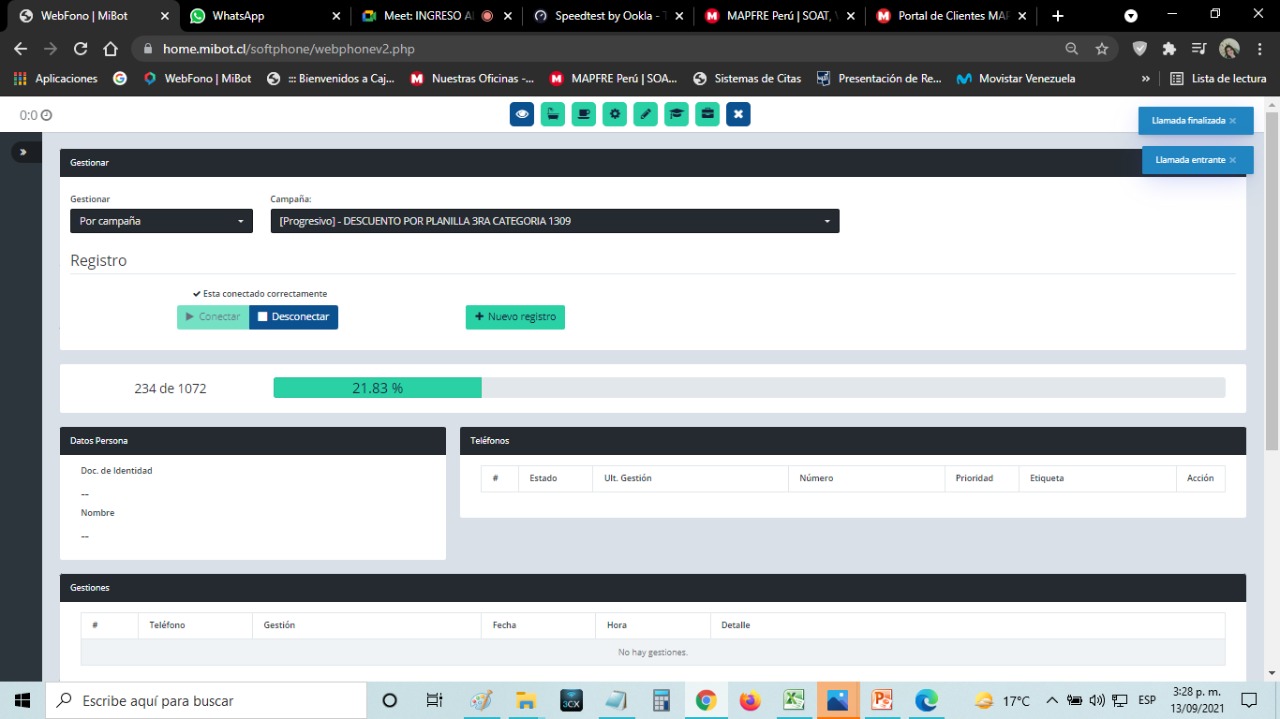 WebFono | MiBot
WhatsApp
Meet: INGRESO A
Speedtest by Ookla - T
MAPFRE Perú | SOAT,
Portal de Clientes MA
home.mibot.cl/softphone/webphonev2.php
Aplicaciones
WebFono | MiBot
::: Bienvenidos a Caj...
Nuestras Oficinas -...
MAPFRE Perú | SOA...
Sistemas de Citas
Presentación de Re...
Movistar Venezuela
»
Lista de lectura
0:0
Llamada finalizada ×
Llamada entrante ×
Gestionar
Gestionar
Campaña:
Por campaña
[Progresivo] - DESCUENTO POR PLANILLA 3RA CATEGORIA 1309
Registro
Esta conectado correctamente
Conectar
Desconectar
+ Nuevo registro
234 de 1072
21.83 %
Datos Persona
Doc. de Identidad
--
Nombre
--
Teléfonos
# Estado Ult. Gestión Número Prioridad Etiqueta Acción
Gestiones
# Teléfono Gestión Fecha Hora Detalle
No hay gestiones.
Escribe aquí para buscar
3CX
17°C
ESP
3:28 p. m.
13/09/2021